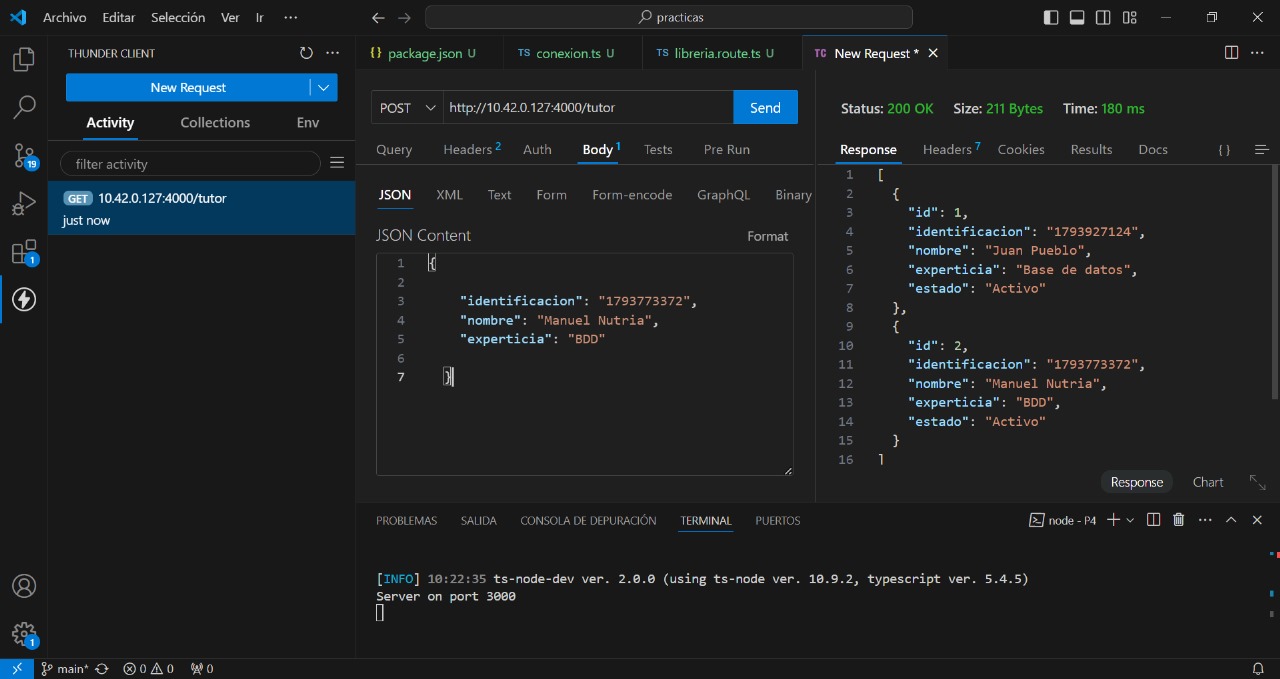 Archivo Editar Selección Ver Ir ··· practicas
THUNDER CLIENT ···
New Request
Activity Collections Env
filter activity
GET 10.42.0.127:4000/tutor
just now
19
1
1
{} package.json U TS conexion.ts U TS libreria.route.ts U TC New Request * ···
POST http://10.42.0.127:4000/tutor Send
Query Headers 2 Auth Body 1 Tests Pre Run
JSON XML Text Form Form-encode GraphQL Binary
JSON Content Format
1 {
2
3 "identificacion": "1793773372",
4 "nombre": "Manuel Nutria",
5 "experticia": "BDD"
6
7 }
Status: 200 OK Size: 211 Bytes Time: 180 ms
Response Headers 7 Cookies Results Docs {}
1 [
2 {
3 "id": 1,
4 "identificacion": "1793927124",
5 "nombre": "Juan Pueblo",
6 "experticia": "Base de datos",
7 "estado": "Activo"
8 },
9 {
10 "id": 2,
11 "identificacion": "1793773372",
12 "nombre": "Manuel Nutria",
13 "experticia": "BDD",
14 "estado": "Activo"
15 }
16 ]
Response Chart
PROBLEMAS SALIDA CONSOLA DE DEPURACIÓN TERMINAL PUERTOS node - P4 ···
[INFO] 10:22:35 ts-node-dev ver. 2.0.0 (using ts-node ver. 10.9.2, typescript ver. 5.4.5)
Server on port 3000
main* 0 0 0